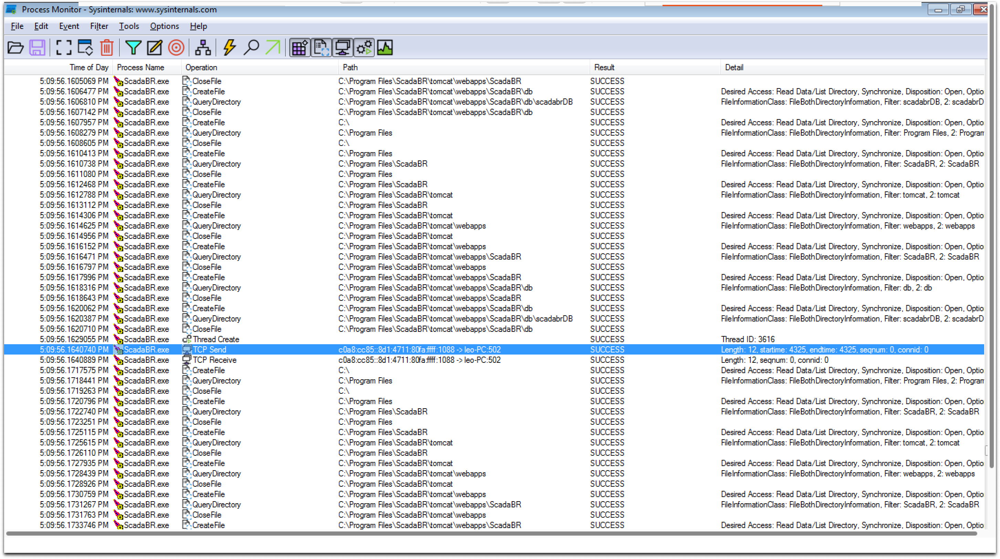 Process Monitor - Sysinternals: www.sysinternals.com
File Edit Event Filter Tools Options Help
Time of Day Process Name Operation Path Result Detail
5:09:56.1605069 PM ScadaBR.exe CloseFile C:\Program Files\ScadaBR\tomcat\webapps\ScadaBR SUCCESS
5:09:56.1606477 PM ScadaBR.exe CreateFile C:\Program Files\ScadaBR\tomcat\webapps\ScadaBR\db SUCCESS Desired Access: Read Data/List Directory, Synchronize, Disposition: Open, Optio
5:09:56.1606810 PM ScadaBR.exe QueryDirectory C:\Program Files\ScadaBR\tomcat\webapps\ScadaBR\db\scadabrDB SUCCESS FileInformationClass: FileBothDirectoryInformation, Filter: scadabrDB, 2: scadabrD
5:09:56.1607142 PM ScadaBR.exe CloseFile C:\Program Files\ScadaBR\tomcat\webapps\ScadaBR\db SUCCESS
5:09:56.1607957 PM ScadaBR.exe CreateFile C:\ SUCCESS Desired Access: Read Data/List Directory, Synchronize, Disposition: Open, Optio
5:09:56.1608279 PM ScadaBR.exe QueryDirectory C:\Program Files SUCCESS FileInformationClass: FileBothDirectoryInformation, Filter: Program Files, 2: Program
5:09:56.1608605 PM ScadaBR.exe CloseFile C:\ SUCCESS
5:09:56.1610413 PM ScadaBR.exe CreateFile C:\Program Files SUCCESS Desired Access: Read Data/List Directory, Synchronize, Disposition: Open, Optio
5:09:56.1610738 PM ScadaBR.exe QueryDirectory C:\Program Files\ScadaBR SUCCESS FileInformationClass: FileBothDirectoryInformation, Filter: ScadaBR, 2: ScadaBR
5:09:56.1611080 PM ScadaBR.exe CloseFile C:\Program Files SUCCESS
5:09:56.1612468 PM ScadaBR.exe CreateFile C:\Program Files\ScadaBR SUCCESS Desired Access: Read Data/List Directory, Synchronize, Disposition: Open, Optio
5:09:56.1612788 PM ScadaBR.exe QueryDirectory C:\Program Files\ScadaBR\tomcat SUCCESS FileInformationClass: FileBothDirectoryInformation, Filter: tomcat, 2: tomcat
5:09:56.1613112 PM ScadaBR.exe CloseFile C:\Program Files\ScadaBR SUCCESS
5:09:56.1614306 PM ScadaBR.exe CreateFile C:\Program Files\ScadaBR\tomcat SUCCESS Desired Access: Read Data/List Directory, Synchronize, Disposition: Open, Optio
5:09:56.1614625 PM ScadaBR.exe QueryDirectory C:\Program Files\ScadaBR\tomcat\webapps SUCCESS FileInformationClass: FileBothDirectoryInformation, Filter: webapps, 2: webapps
5:09:56.1614956 PM ScadaBR.exe CloseFile C:\Program Files\ScadaBR\tomcat SUCCESS
5:09:56.1616152 PM ScadaBR.exe CreateFile C:\Program Files\ScadaBR\tomcat\webapps SUCCESS Desired Access: Read Data/List Directory, Synchronize, Disposition: Open, Optio
5:09:56.1616471 PM ScadaBR.exe QueryDirectory C:\Program Files\ScadaBR\tomcat\webapps\ScadaBR SUCCESS FileInformationClass: FileBothDirectoryInformation, Filter: ScadaBR, 2: ScadaBR
5:09:56.1616797 PM ScadaBR.exe CloseFile C:\Program Files\ScadaBR\tomcat\webapps SUCCESS
5:09:56.1617996 PM ScadaBR.exe CreateFile C:\Program Files\ScadaBR\tomcat\webapps\ScadaBR SUCCESS Desired Access: Read Data/List Directory, Synchronize, Disposition: Open, Optio
5:09:56.1618316 PM ScadaBR.exe QueryDirectory C:\Program Files\ScadaBR\tomcat\webapps\ScadaBR\db SUCCESS FileInformationClass: FileBothDirectoryInformation, Filter: db, 2: db
5:09:56.1618643 PM ScadaBR.exe CloseFile C:\Program Files\ScadaBR\tomcat\webapps\ScadaBR SUCCESS
5:09:56.1620062 PM ScadaBR.exe CreateFile C:\Program Files\ScadaBR\tomcat\webapps\ScadaBR\db SUCCESS Desired Access: Read Data/List Directory, Synchronize, Disposition: Open, Optio
5:09:56.1620387 PM ScadaBR.exe QueryDirectory C:\Program Files\ScadaBR\tomcat\webapps\ScadaBR\db\scadabrDB SUCCESS FileInformationClass: FileBothDirectoryInformation, Filter: scadabrDB, 2: scadabrD
5:09:56.1620710 PM ScadaBR.exe CloseFile C:\Program Files\ScadaBR\tomcat\webapps\ScadaBR\db SUCCESS
5:09:56.1629055 PM ScadaBR.exe Thread Create SUCCESS Thread ID: 3616
5:09:56.1640740 PM ScadaBR.exe TCP Send c0a8:cc85::8d1:4711:80fa:ffff:1088 -> leo-PC:502 SUCCESS Length: 12, startime: 4325, endtime: 4325, seqnum: 0, connid: 0
5:09:56.1640889 PM ScadaBR.exe TCP Receive c0a8:cc85::8d1:4711:80fa:ffff:1088 -> leo-PC:502 SUCCESS Length: 12, seqnum: 0, connid: 0
5:09:56.1717575 PM ScadaBR.exe CreateFile C:\ SUCCESS Desired Access: Read Data/List Directory, Synchronize, Disposition: Open, Optio
5:09:56.1718441 PM ScadaBR.exe QueryDirectory C:\Program Files SUCCESS FileInformationClass: FileBothDirectoryInformation, Filter: Program Files, 2: Program
5:09:56.1719263 PM ScadaBR.exe CloseFile C:\ SUCCESS
5:09:56.1720796 PM ScadaBR.exe CreateFile C:\Program Files SUCCESS Desired Access: Read Data/List Directory, Synchronize, Disposition: Open, Optio
5:09:56.1722740 PM ScadaBR.exe QueryDirectory C:\Program Files\ScadaBR SUCCESS FileInformationClass: FileBothDirectoryInformation, Filter: ScadaBR, 2: ScadaBR
5:09:56.1723251 PM ScadaBR.exe CloseFile C:\Program Files SUCCESS
5:09:56.1725115 PM ScadaBR.exe CreateFile C:\Program Files\ScadaBR SUCCESS Desired Access: Read Data/List Directory, Synchronize, Disposition: Open, Optio
5:09:56.1725615 PM ScadaBR.exe QueryDirectory C:\Program Files\ScadaBR\tomcat SUCCESS FileInformationClass: FileBothDirectoryInformation, Filter: tomcat, 2: tomcat
5:09:56.1726110 PM ScadaBR.exe CloseFile C:\Program Files\ScadaBR SUCCESS
5:09:56.1727935 PM ScadaBR.exe CreateFile C:\Program Files\ScadaBR\tomcat SUCCESS Desired Access: Read Data/List Directory, Synchronize, Disposition: Open, Optio
5:09:56.1728439 PM ScadaBR.exe QueryDirectory C:\Program Files\ScadaBR\tomcat\webapps SUCCESS FileInformationClass: FileBothDirectoryInformation, Filter: webapps, 2: webapps
5:09:56.1728926 PM ScadaBR.exe CloseFile C:\Program Files\ScadaBR\tomcat SUCCESS
5:09:56.1730759 PM ScadaBR.exe CreateFile C:\Program Files\ScadaBR\tomcat\webapps SUCCESS Desired Access: Read Data/List Directory, Synchronize, Disposition: Open, Optio
5:09:56.1731267 PM ScadaBR.exe QueryDirectory C:\Program Files\ScadaBR\tomcat\webapps\ScadaBR SUCCESS FileInformationClass: FileBothDirectoryInformation, Filter: ScadaBR, 2: ScadaBR
5:09:56.1731763 PM ScadaBR.exe CloseFile C:\Program Files\ScadaBR\tomcat\webapps SUCCESS
5:09:56.1733746 PM ScadaBR.exe CreateFile C:\Program Files\ScadaBR\tomcat\webapps\ScadaBR SUCCESS Desired Access: Read Data/List Directory, Synchronize, Disposition: Open, Optio